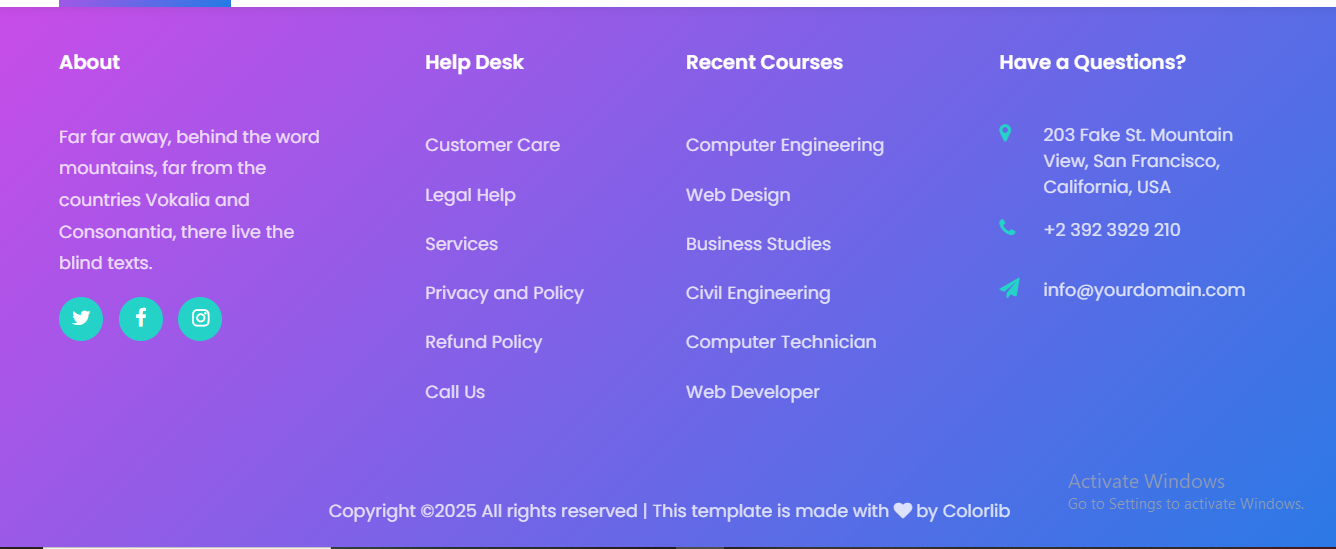 About
Far far away, behind the word
mountains, far from the
countries Vokalia and
Consonantia, there live the
blind texts.
Help Desk
Customer Care
Legal Help
Services
Privacy and Policy
Refund Policy
Call Us
Recent Courses
Computer Engineering
Web Design
Business Studies
Civil Engineering
Computer Technician
Web Developer
Have a Questions?
203 Fake St. Mountain
View, San Francisco,
California, USA
+2 392 3929 210
info@yourdomain.com
Activate Windows
Go to Settings to activate Windows.
Copyright ©2025 All rights reserved | This template is made with ♥ by Colorlib